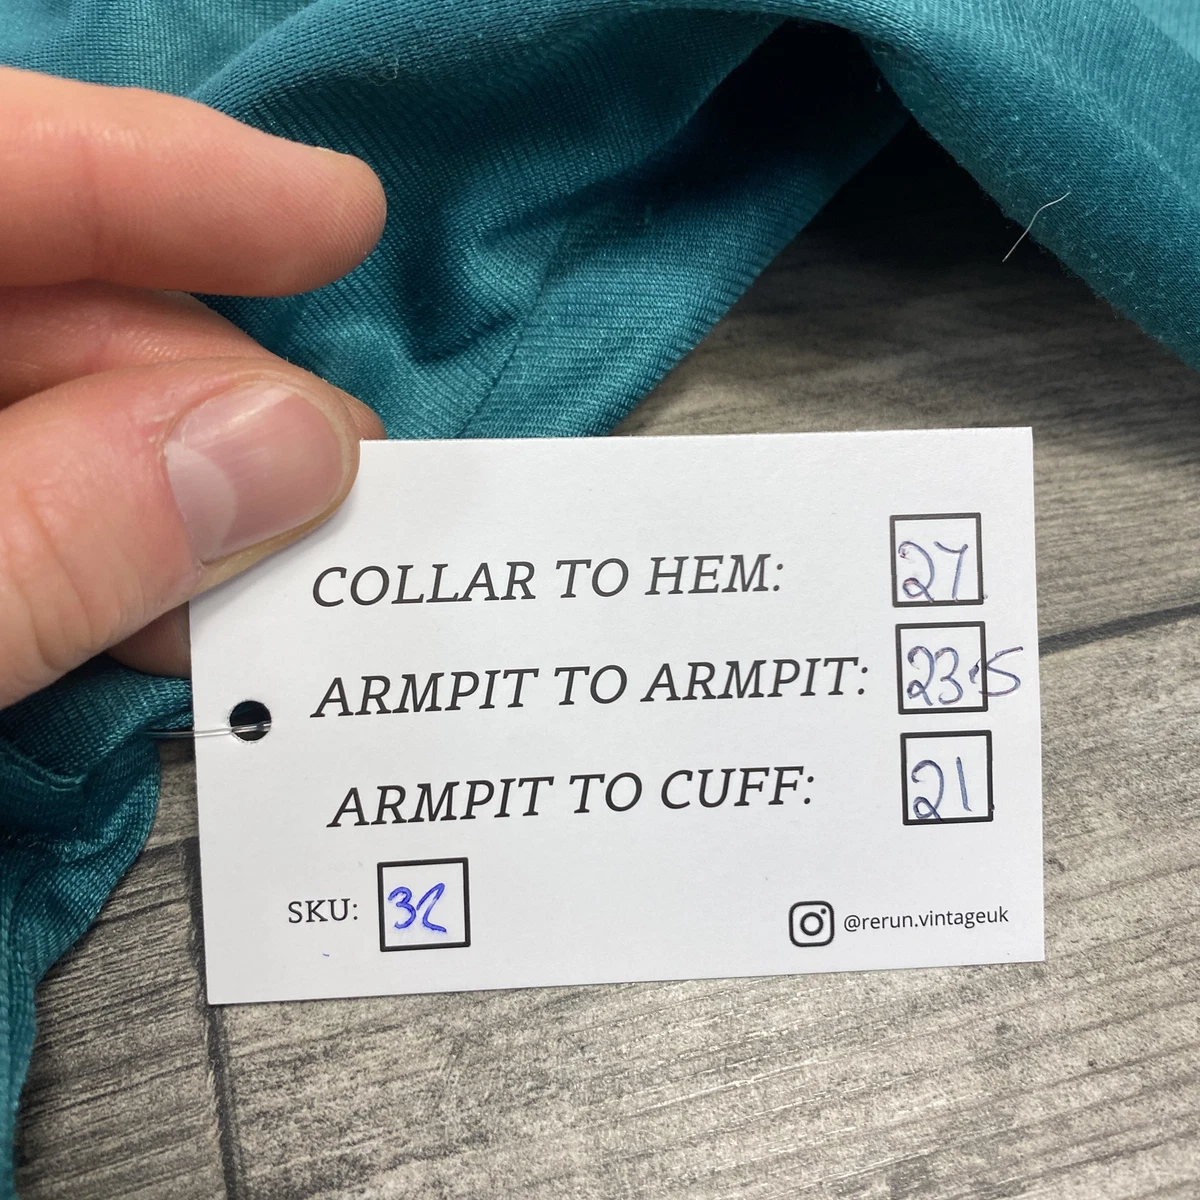 COLLAR TO HEM: 27
ARMPIT TO ARMPIT: 23.5
ARMPIT TO CUFF: 21
SKU: 32
@rerun.vintageuk